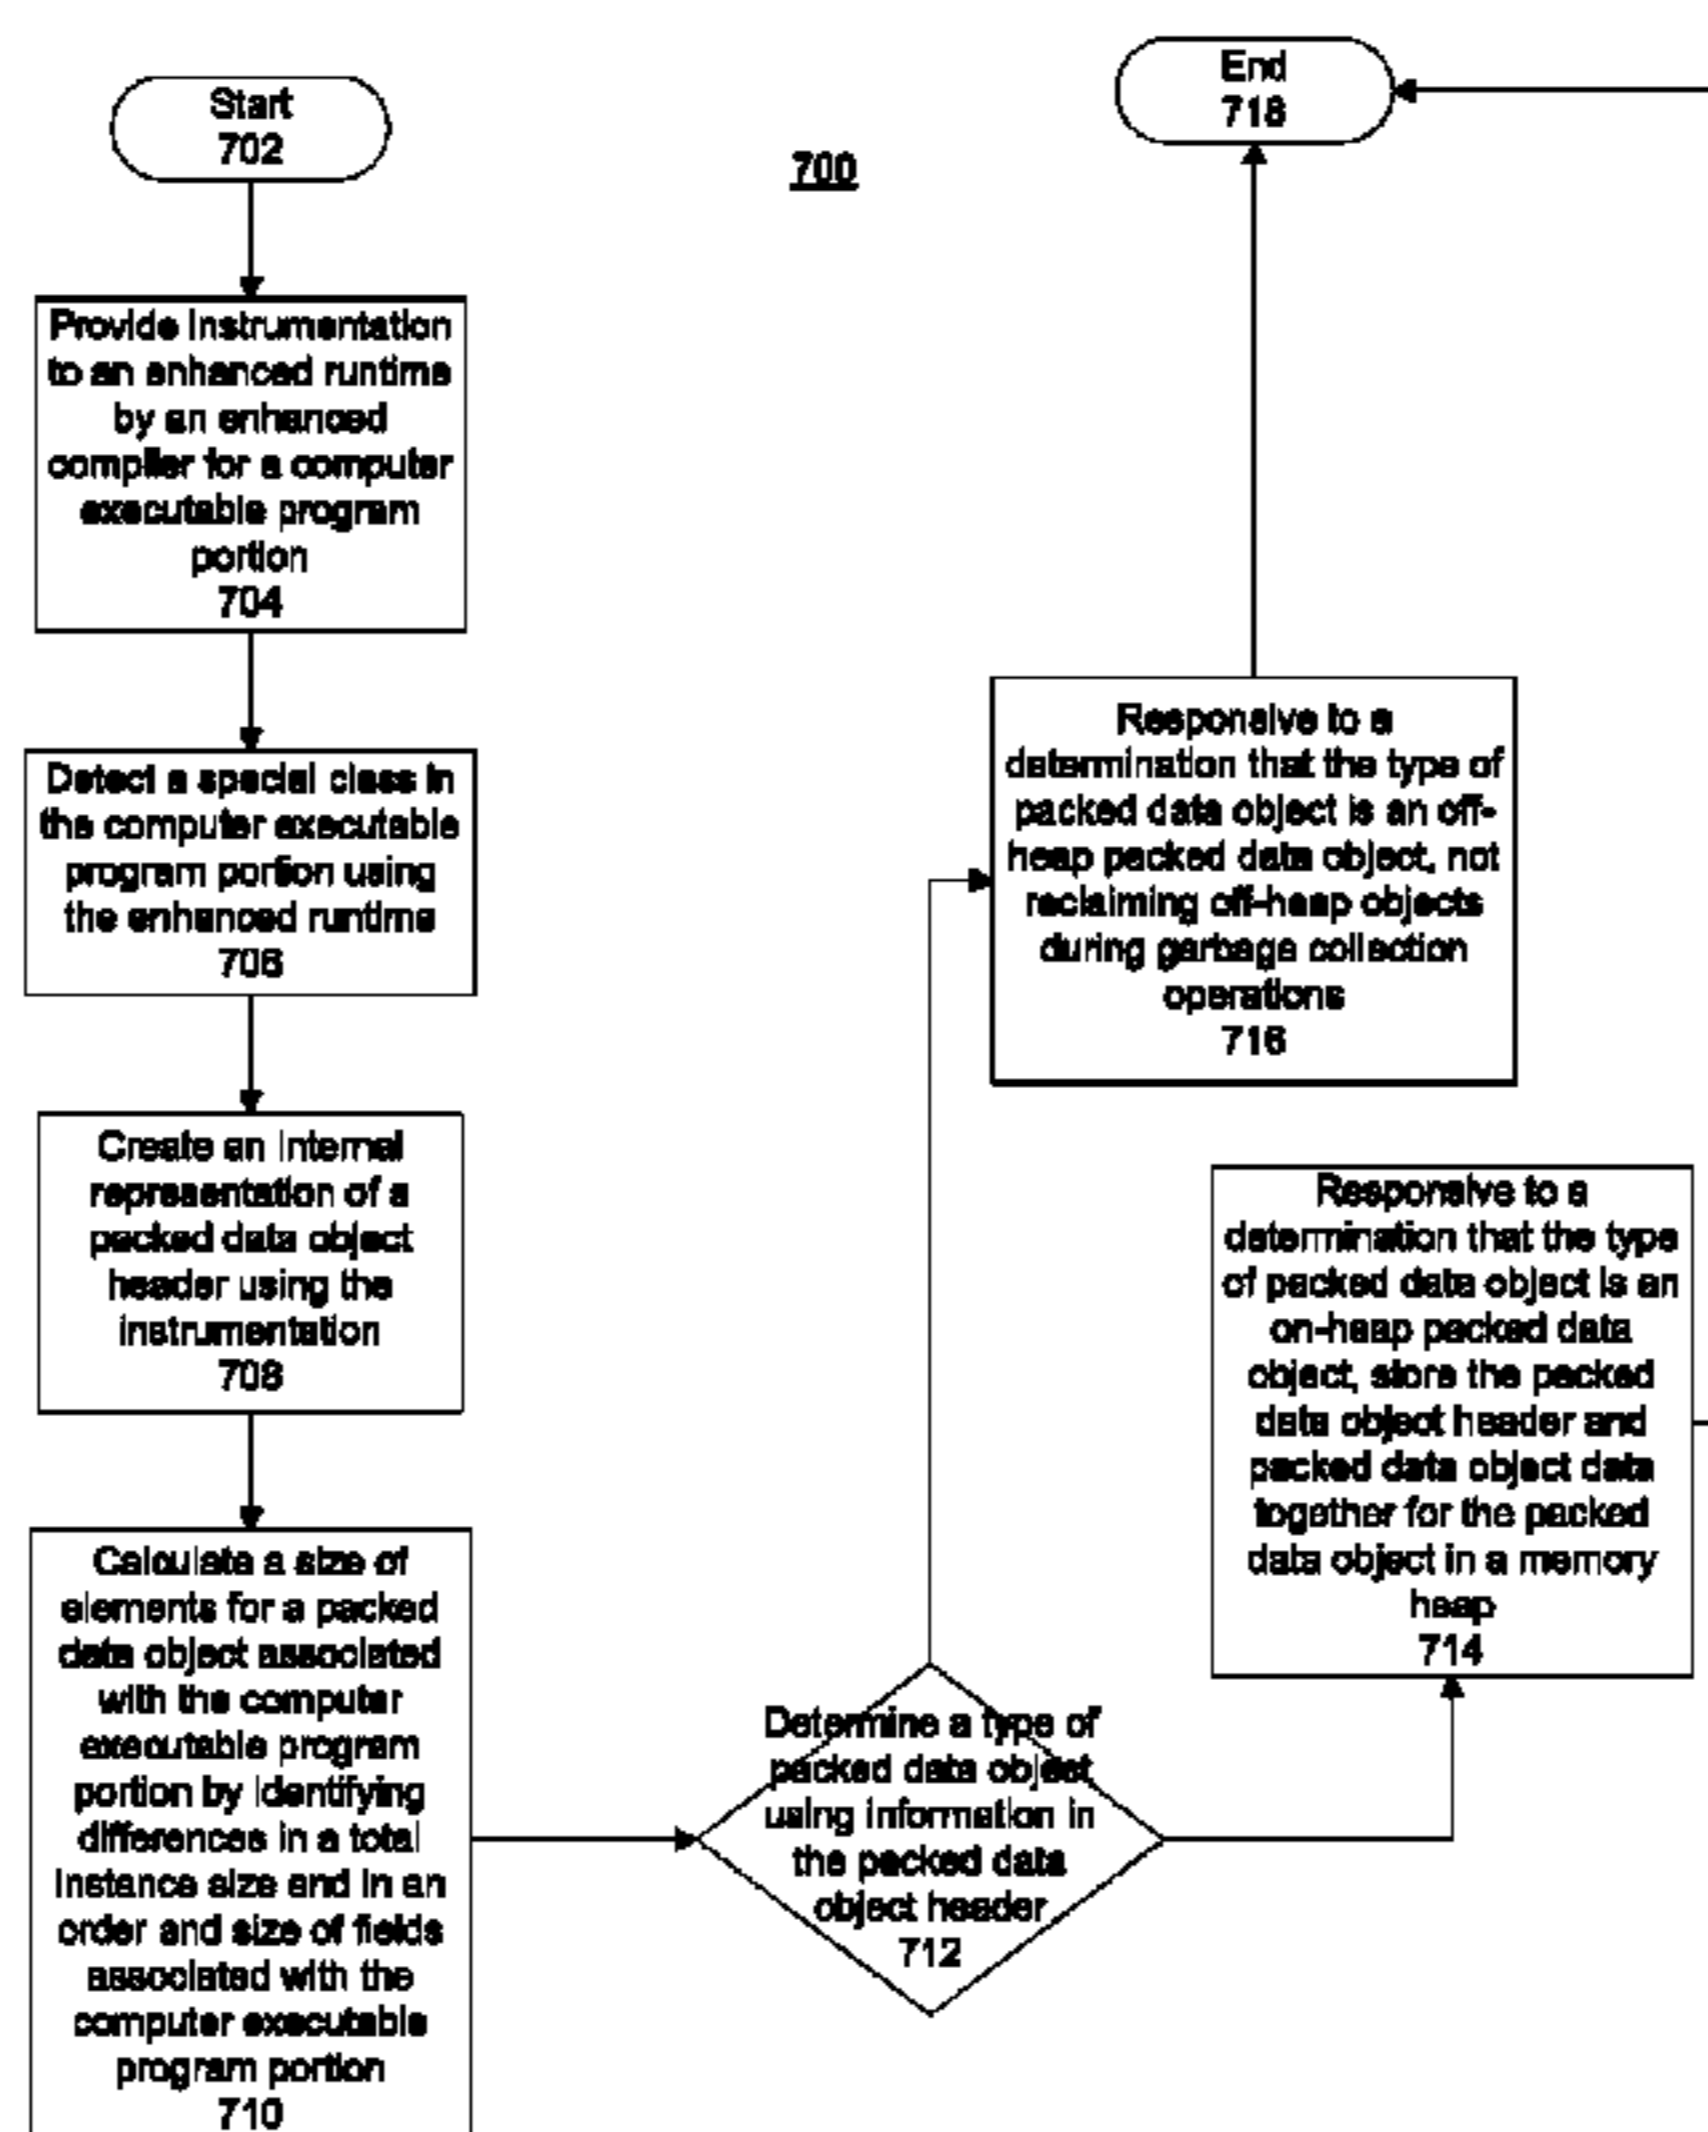 Start
702
Provide instrumentation
to an enhanced runtime
by an enhanced
compiler for a computer
executable program
portion
704
Detect a special class in
the computer executable
program portion using
the enhanced runtime
706
Create an internal
representation of a
packed data object
header using the
instrumentation
708
Calculate a size of
elements for a packed
data object associated
with the computer
executable program
portion by identifying
differences in a total
instance size and in an
order and size of fields
associated with the
computer executable
program portion
710
700
Determine a type of
packed data object
using information in
the packed data
object header
712
End
718
Responsive to a
determination that the type of
packed data object is an off-
heap packed data object, not
reclaiming off-heap objects
during garbage collection
operations
716
Responsive to a
determination that the type
of packed data object is an
on-heap packed data
object, store the packed
data object header and
packed data object data
together for the packed
data object in a memory
heap
714